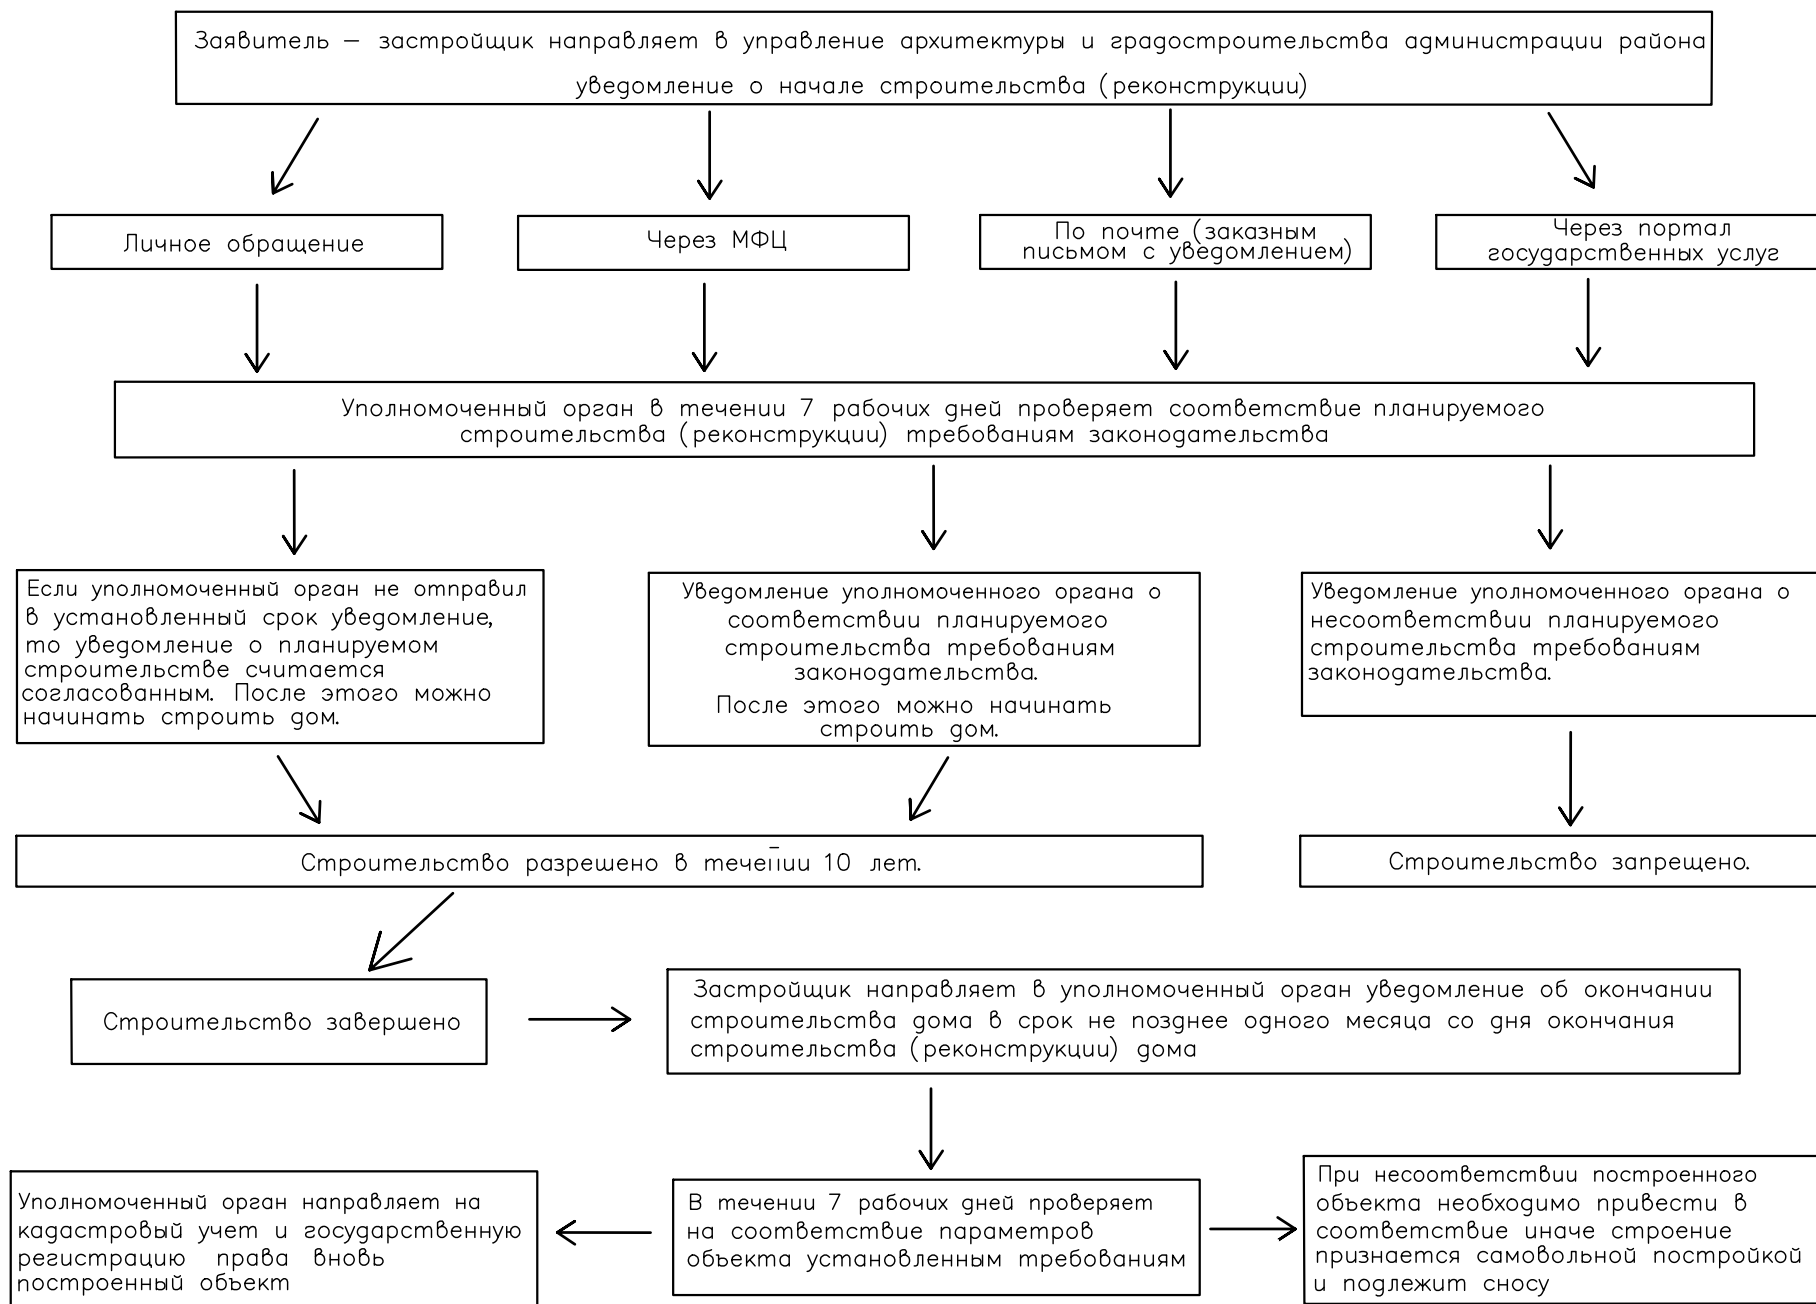 Заявитель – застройщик направляет в управление архитектуры и градостроительства администрации района
уведомление о начале строительства (реконструкции)
Личное обращение
Через МФЦ
По почте (заказным
письмом с уведомлением)
Через портал
государственных услуг
Уполномоченный орган в течении 7 рабочих дней проверяет соответствие планируемого
строительства (реконструкции) требованиям законодательства
Если уполномоченный орган не отправил
в установленный срок уведомление,
то уведомление о планируемом
строительстве считается
согласованным. После этого можно
начинать строить дом.
Уведомление уполномоченного органа о
соответствии планируемого
строительства требованиям
законодательства.
После этого можно начинать
строить дом.
Уведомление уполномоченного органа о
несоответствии планируемого
строительства требованиям
законодательства.
Строительство разрешено в течении 10 лет.
Строительство запрещено.
Строительство завершено
Застройщик направляет в уполномоченный орган уведомление об окончании
строительства дома в срок не позднее одного месяца со дня окончания
строительства (реконструкции) дома
Уполномоченный орган направляет на
кадастровый учет и государственную
регистрацию права вновь
построенный объект
В течении 7 рабочих дней проверяет
на соответствие параметров
объекта установленным требованиям
При несоответствии построенного
объекта необходимо привести в
соответствие иначе строение
признается самовольной постройкой
и подлежит сносу